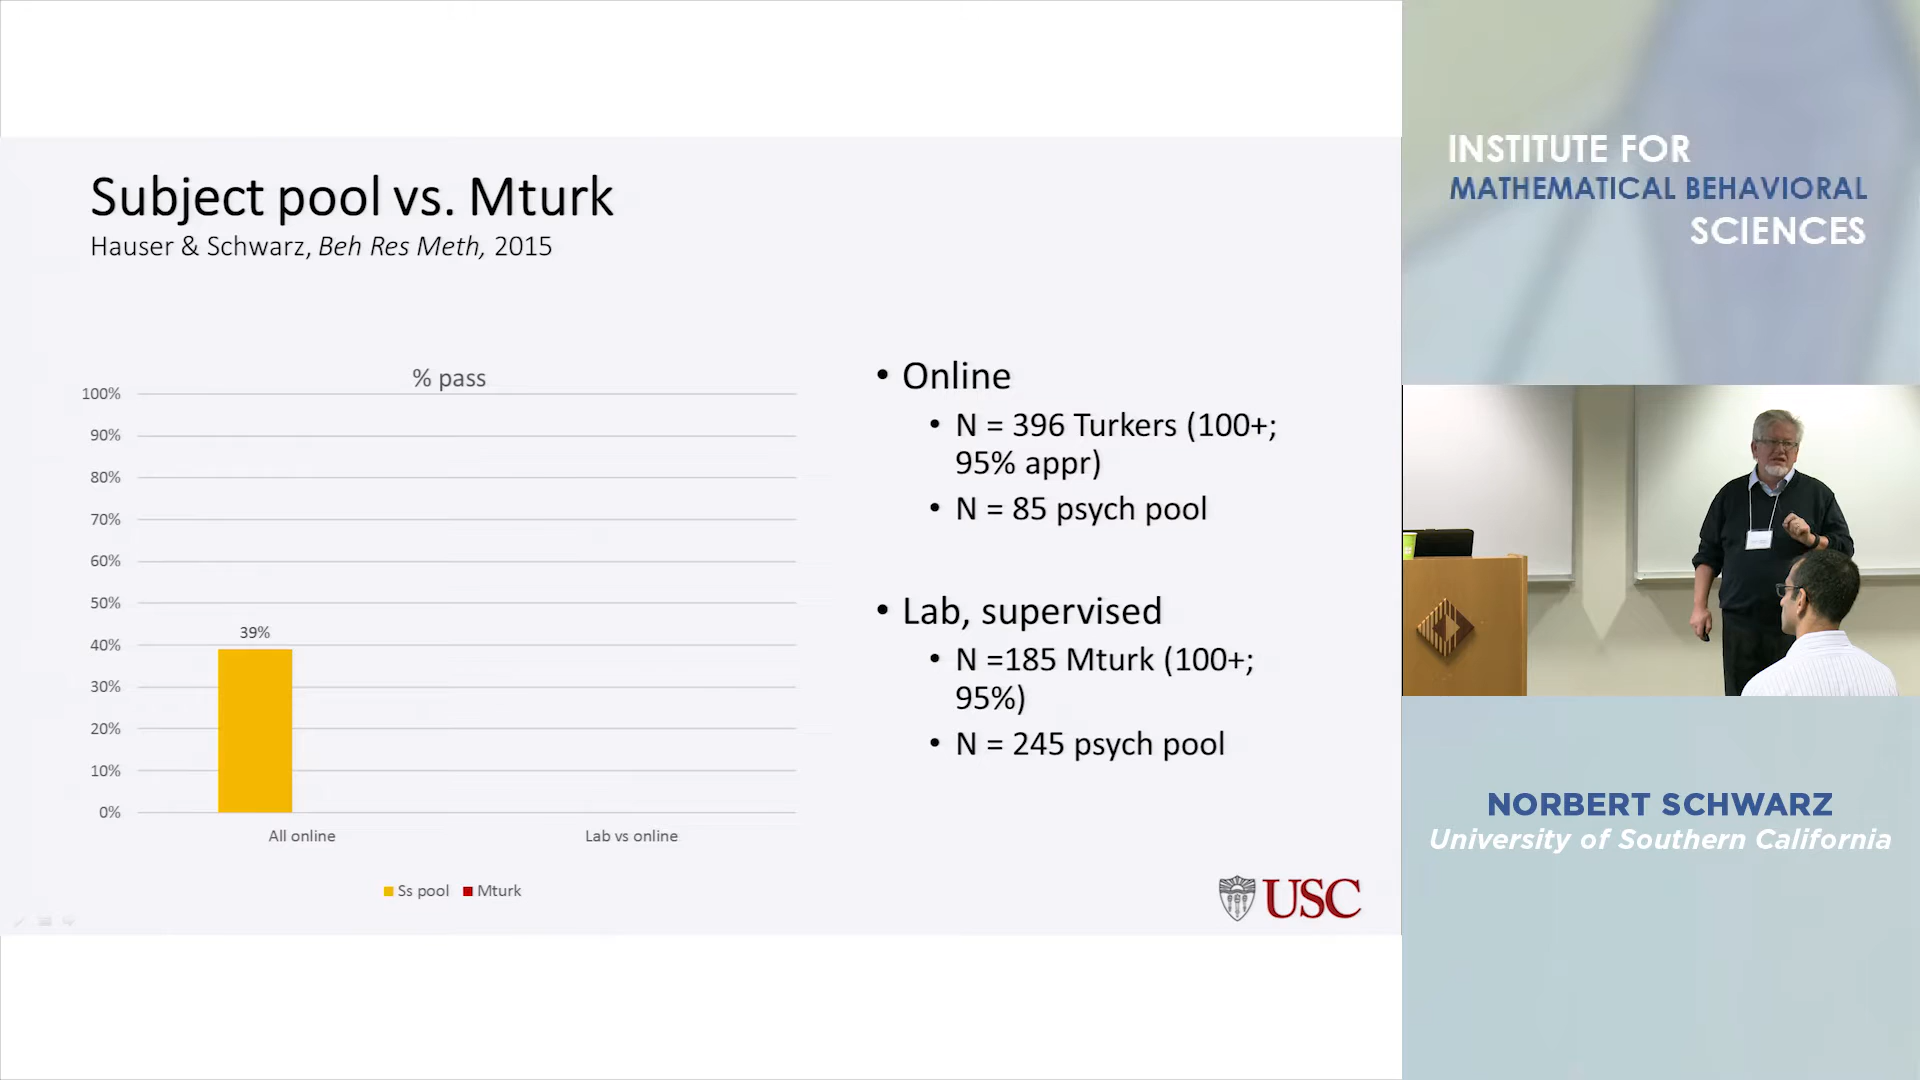 Subject pool vs. Mturk
Hauser & Schwarz, Beh Res Meth, 2015
% pass
100%
90%
80%
70%
60%
50%
40%
30%
20%
10%
0%
39%
All online
Lab vs online
Ss pool
Mturk
• Online
• N = 396 Turkers (100+;
95% appr)
• N = 85 psych pool
• Lab, supervised
• N =185 Mturk (100+;
95%)
• N = 245 psych pool
USC
INSTITUTE FOR
MATHEMATICAL BEHAVIORAL
SCIENCES
NORBERT SCHWARZ
University of Southern California